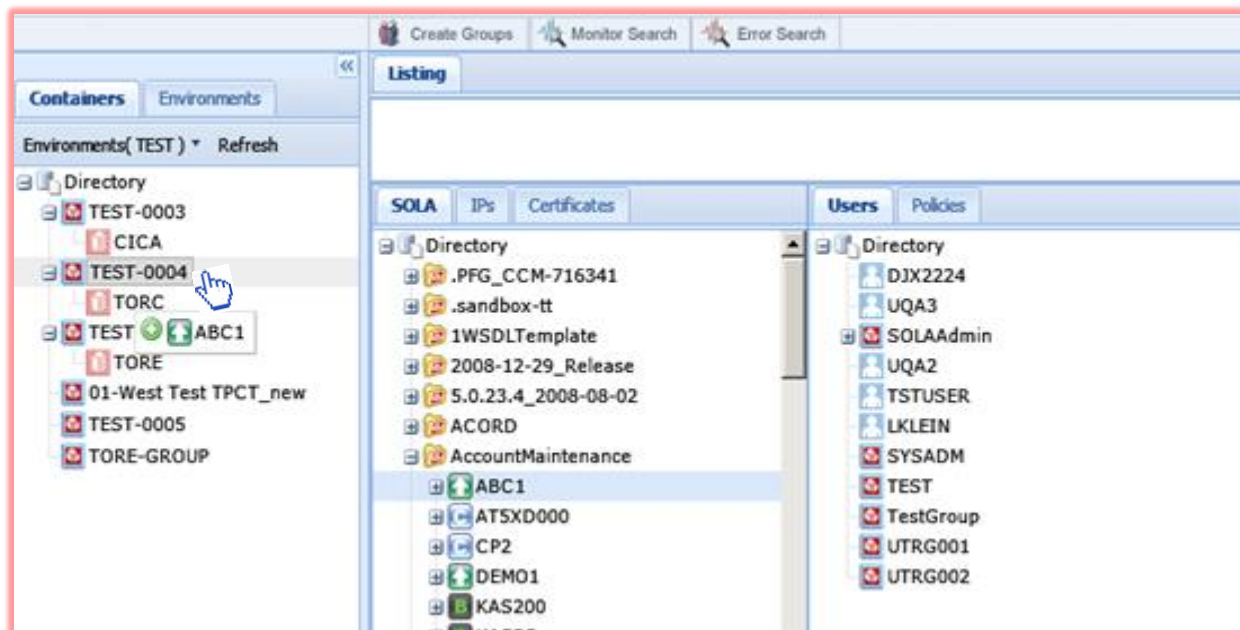 Create Groups Monitor Search Error Search
Containers Environments
Environments( TEST ) Refresh
Directory
TEST-0003
CICA
TEST-0004
TORC
TEST ABC1
TORE
01-West Test TPCT_new
TEST-0005
TORE-GROUP
Listing
SOLA IPs Certificates
Directory
.PFG_CCM-716341
.sandbox-tt
1WSDLTemplate
2008-12-29_Release
5.0.23.4_2008-08-02
ACORD
AccountMaintenance
ABC1
AT5XD000
CP2
DEMO1
KAS200
Users Policies
Directory
DJX2224
UQA3
SOLAAdmin
UQA2
TSTUSER
LKLEIN
SYSADM
TEST
TestGroup
UTRG001
UTRG002